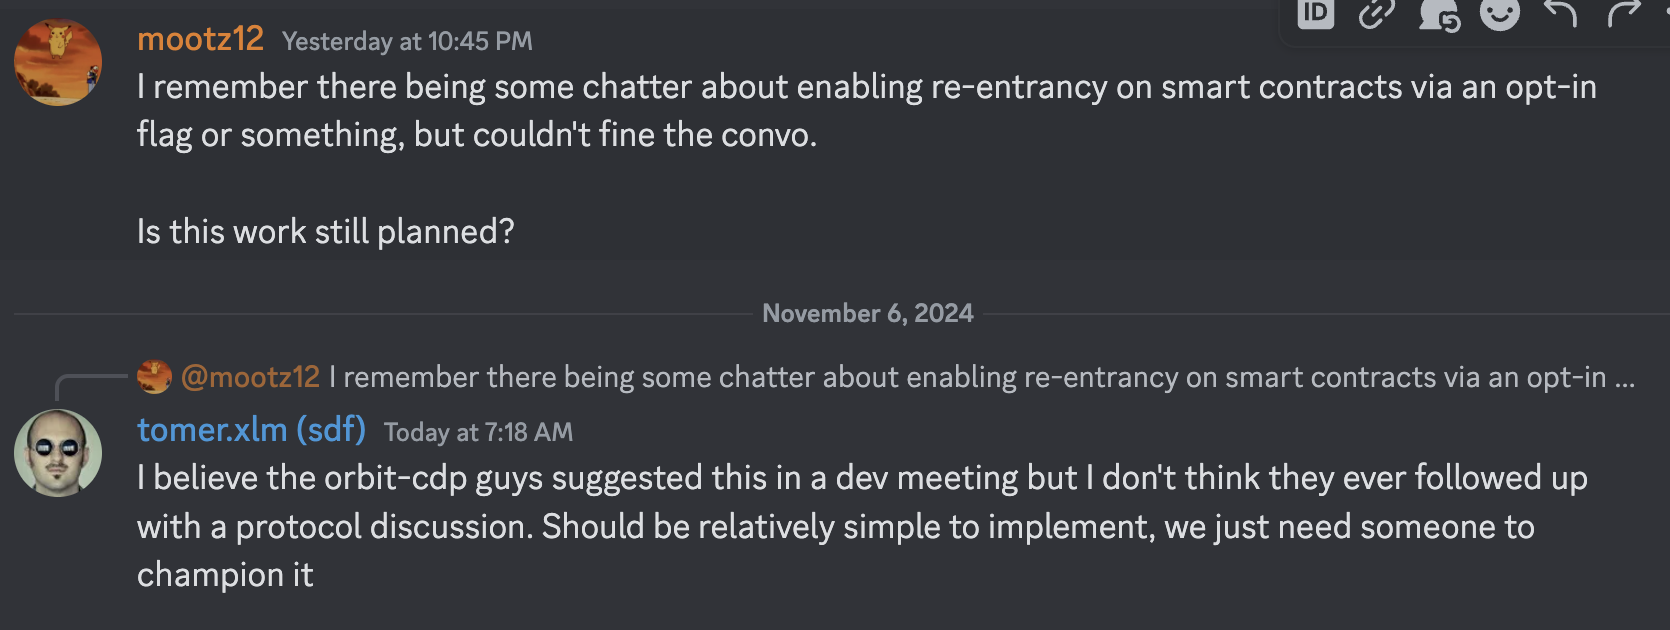 ID
mootz12 Yesterday at 10:45 PM
I remember there being some chatter about enabling re-entrancy on smart contracts via an opt-in
flag or something, but couldn't fine the convo.
Is this work still planned?
November 6, 2024
@mootz12 I remember there being some chatter about enabling re-entrancy on smart contracts via an opt-in ...
tomer.xlm (sdf) Today at 7:18 AM
I believe the orbit-cdp guys suggested this in a dev meeting but I don't think they ever followed up
with a protocol discussion. Should be relatively simple to implement, we just need someone to
champion it